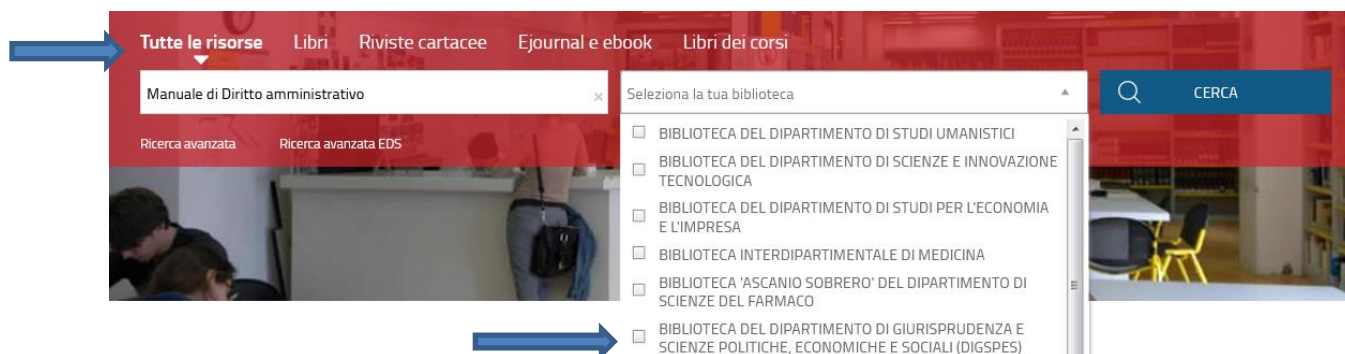 Tutte le risorse Libri Riviste cartacee Ejournal e ebook Libri dei corsi
Manuale di Diritto amministrativo × Seleziona la tua biblioteca CERCA
Ricerca avanzata Ricerca avanzata EDS
BIBLIOTECA DEL DIPARTIMENTO DI STUDI UMANISTICI
BIBLIOTECA DEL DIPARTIMENTO DI SCIENZE E INNOVAZIONE
TECNOLOGICA
BIBLIOTECA DEL DIPARTIMENTO DI STUDI PER L'ECONOMIA
E L'IMPRESA
BIBLIOTECA INTERDIPARTIMENTALE DI MEDICINA
BIBLIOTECA 'ASCANIO SOBRERO' DEL DIPARTIMENTO DI
SCIENZE DEL FARMACO
BIBLIOTECA DEL DIPARTIMENTO DI GIURISPRUDENZA E
SCIENZE POLITICHE, ECONOMICHE E SOCIALI (DIGSPES)